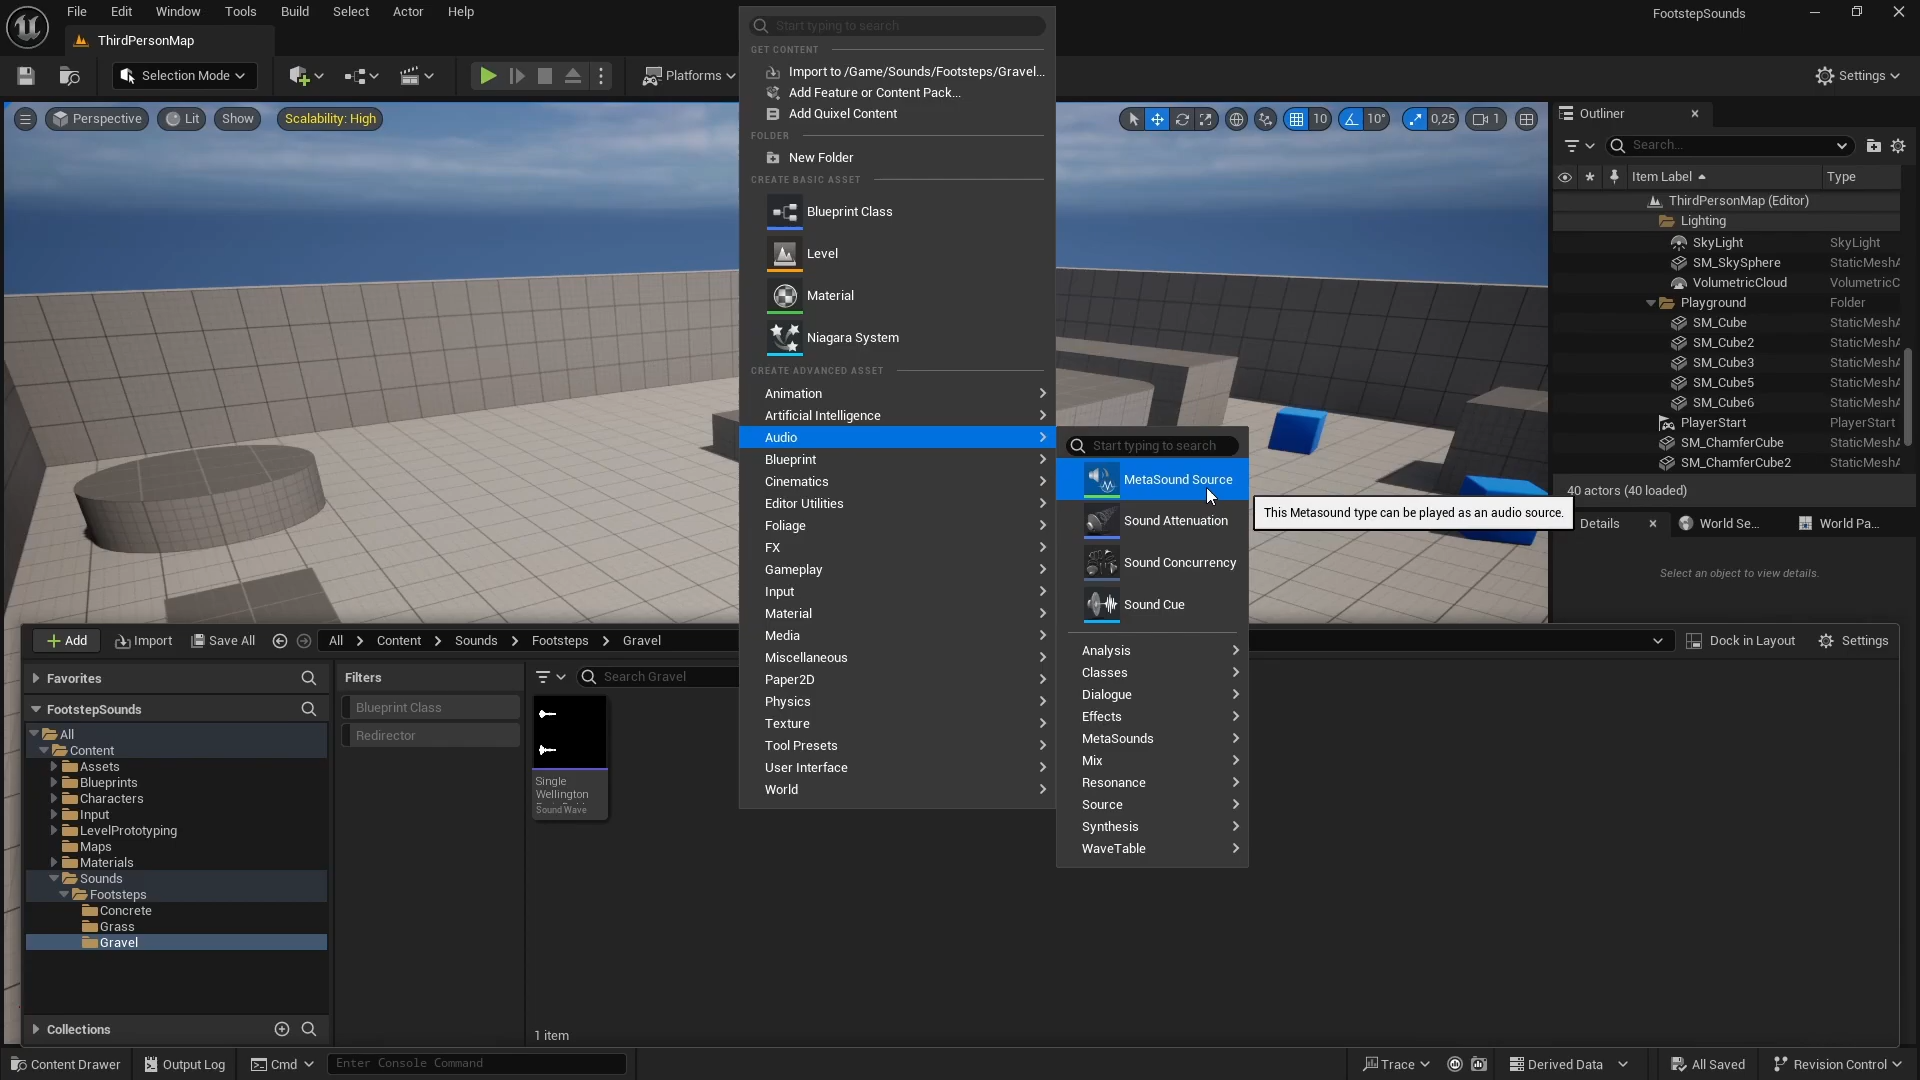 File Edit Window Tools Build Select Actor Help
FootstepSounds
ThirdPersonMap
Selection Mode
Platforms
Settings
Perspective Lit Show Scalability: High
10 10° 0,25 1
Start typing to search
GET CONTENT
Import to /Game/Sounds/Footsteps/Gravel...
Add Feature or Content Pack...
Add Quixel Content
FOLDER
New Folder
CREATE BASIC ASSET
Blueprint Class
Level
Material
Niagara System
CREATE ADVANCED ASSET
Animation
Artificial Intelligence
Audio
Blueprint
Cinematics
Editor Utilities
Foliage
FX
Gameplay
Input
Material
Media
Miscellaneous
Paper2D
Physics
Texture
Tool Presets
User Interface
World
Start typing to search
MetaSound Source
Sound Attenuation
Sound Concurrency
Sound Cue
Analysis
Classes
Dialogue
Effects
MetaSounds
Mix
Resonance
Source
Synthesis
WaveTable
This Metasound type can be played as an audio source.
Outliner
Search...
Item Label Type
ThirdPersonMap (Editor)
Lighting
SkyLight SkyLight
SM_SkySphere StaticMeshA
VolumetricCloud VolumetricC
Playground Folder
SM_Cube StaticMeshA
SM_Cube2 StaticMeshA
SM_Cube3 StaticMeshA
SM_Cube5 StaticMeshA
SM_Cube6 StaticMeshA
PlayerStart PlayerStart
SM_ChamferCube StaticMeshA
SM_ChamferCube2 StaticMeshA
40 actors (40 loaded)
Details World Se... World Pa...
Select an object to view details.
Add Import Save All All Content Sounds Footsteps Gravel
Dock in Layout Settings
Favorites
FootstepSounds
All
Content
Assets
Blueprints
Characters
Input
LevelPrototyping
Maps
Materials
Sounds
Footsteps
Concrete
Grass
Gravel
Collections
Filters
Blueprint Class
Redirector
Search Gravel
Single
Wellington
Sound Wave
1 item
Content Drawer Output Log Cmd Enter Console Command
Trace Derived Data All Saved Revision Control